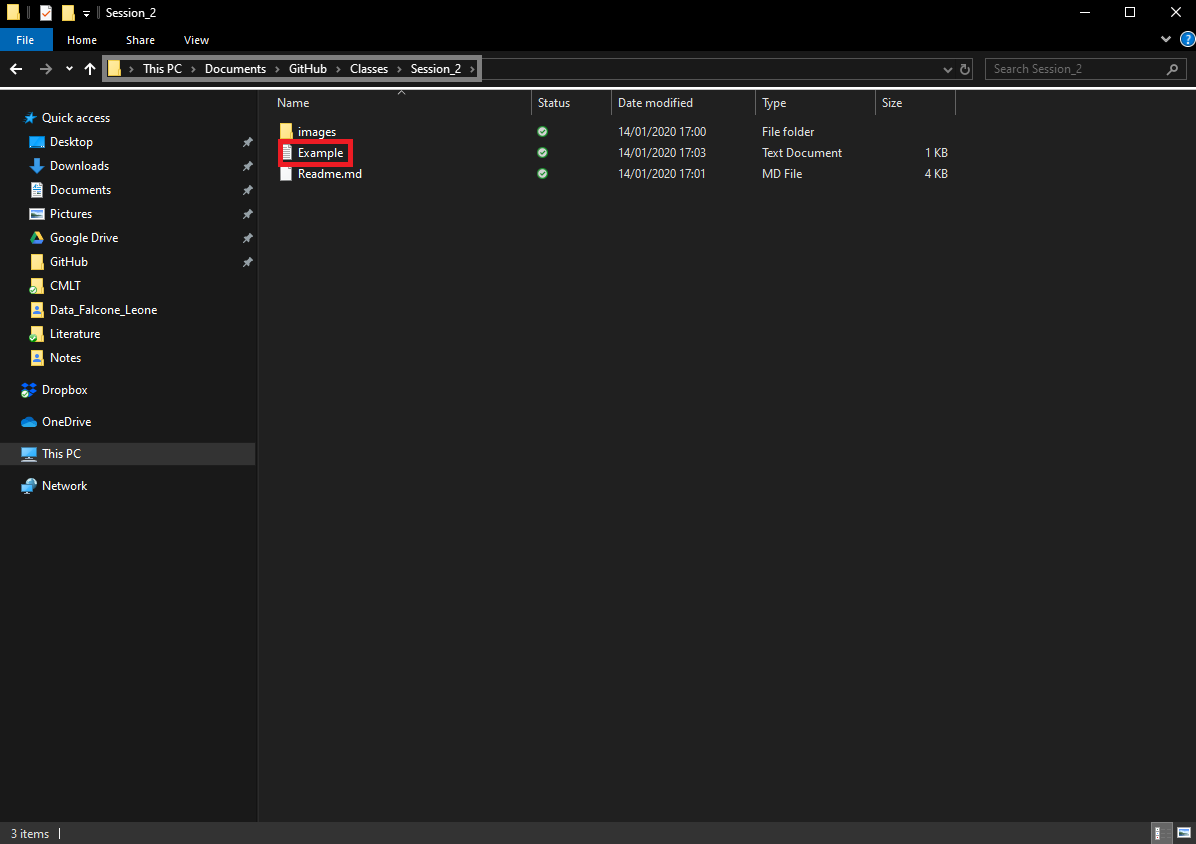 Session_2
File Home Share View
This PC Documents GitHub Classes Session_2 Search Session_2
Name Status Date modified Type Size
Quick access
Desktop
Downloads
Documents
Pictures
Google Drive
GitHub
CMLT
Data_Falcone_Leone
Literature
Notes
Dropbox
OneDrive
This PC
Network
images 14/01/2020 17:00 File folder
Example 14/01/2020 17:03 Text Document 1 KB
Readme.md 14/01/2020 17:01 MD File 4 KB
3 items